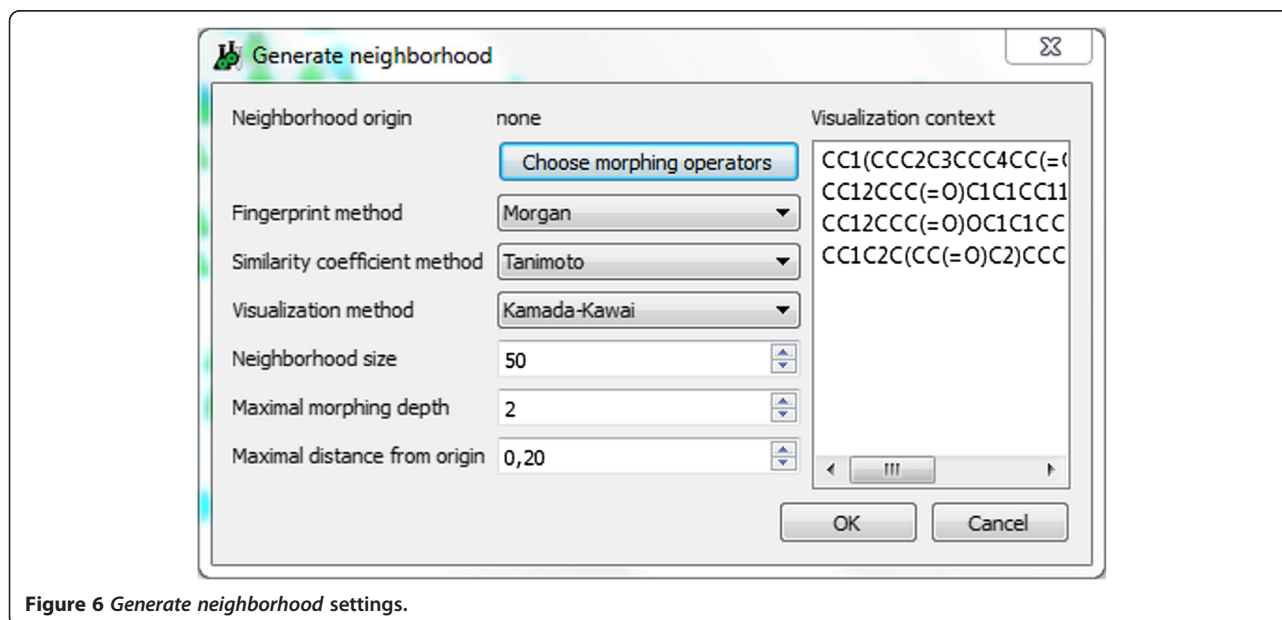 Generate neighborhood
Neighborhood origin none
Choose morphing operators
Fingerprint method Morgan
Similarity coefficient method Tanimoto
Visualization method Kamada-Kawai
Neighborhood size 50
Maximal morphing depth 2
Maximal distance from origin 0,20
Visualization context
CC1(CCC2C3CCC4CC(=
CC12CCC(=O)C1C1CC11
CC12CCC(=O)OC1C1CC
CC1C2C(CC(=O)C2)CCC
OK Cancel
Figure 6 Generate neighborhood settings.